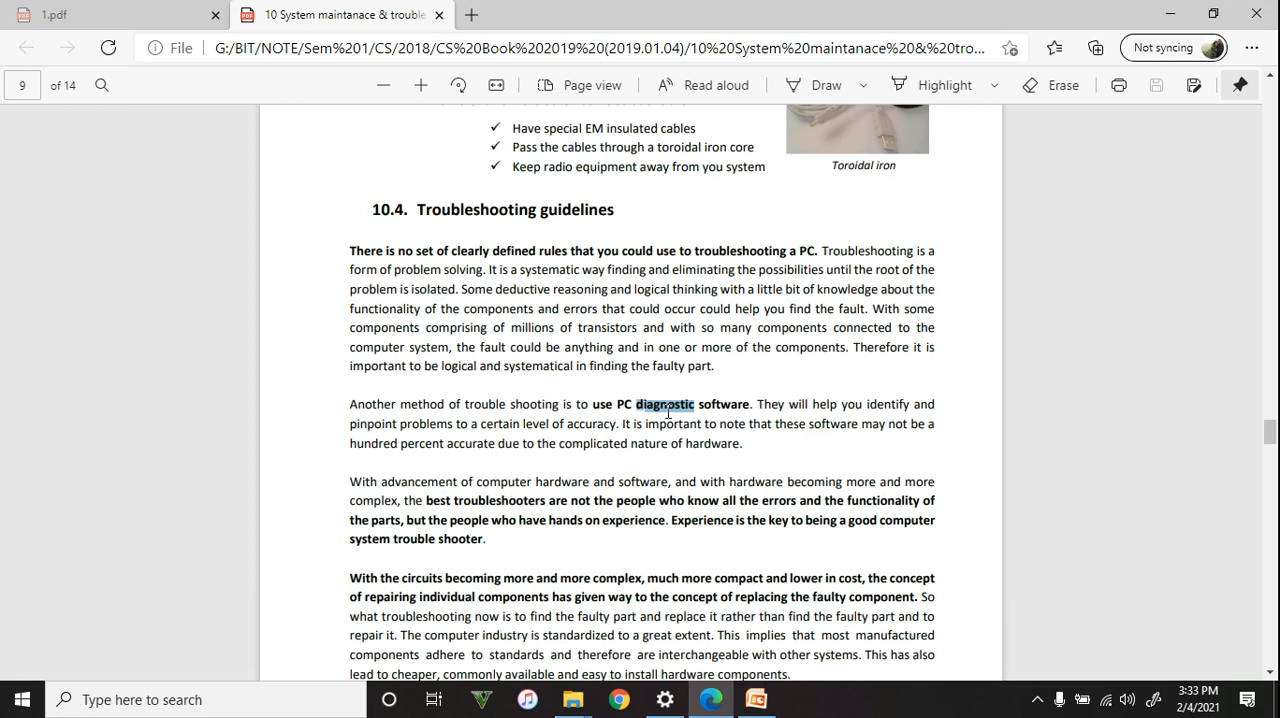 1.pdf
10 System maintanace & trouble
File
G:/BIT/NOTE/Sem%201/CS/2018/CS%20Book%202019%20(2019.01.04)/10%20System%20maintanace%20&%20tro...
Not syncing
9
of 14
Page view
Read aloud
Draw
Highlight
Erase
✓ Have special EM insulated cables
✓ Pass the cables through a toroidal iron core
✓ Keep radio equipment away from you system
Toroidal iron
10.4. Troubleshooting guidelines
There is no set of clearly defined rules that you could use to troubleshooting a PC. Troubleshooting is a
form of problem solving. It is a systematic way finding and eliminating the possibilities until the root of the
problem is isolated. Some deductive reasoning and logical thinking with a little bit of knowledge about the
functionality of the components and errors that could occur could help you find the fault. With some
components comprising of millions of transistors and with so many components connected to the
computer system, the fault could be anything and in one or more of the components. Therefore it is
important to be logical and systematical in finding the faulty part.
Another method of trouble shooting is to use PC diagnostic software. They will help you identify and
pinpoint problems to a certain level of accuracy. It is important to note that these software may not be a
hundred percent accurate due to the complicated nature of hardware.
With advancement of computer hardware and software, and with hardware becoming more and more
complex, the best troubleshooters are not the people who know all the errors and the functionality of
the parts, but the people who have hands on experience. Experience is the key to being a good computer
system trouble shooter.
With the circuits becoming more and more complex, much more compact and lower in cost, the concept
of repairing individual components has given way to the concept of replacing the faulty component. So
what troubleshooting now is to find the faulty part and replace it rather than find the faulty part and to
repair it. The computer industry is standardized to a great extent. This implies that most manufactured
components adhere to standards and therefore are interchangeable with other systems. This has also
lead to cheaper, commonly available and easy to install hardware components.
Type here to search
3:33 PM
2/4/2021